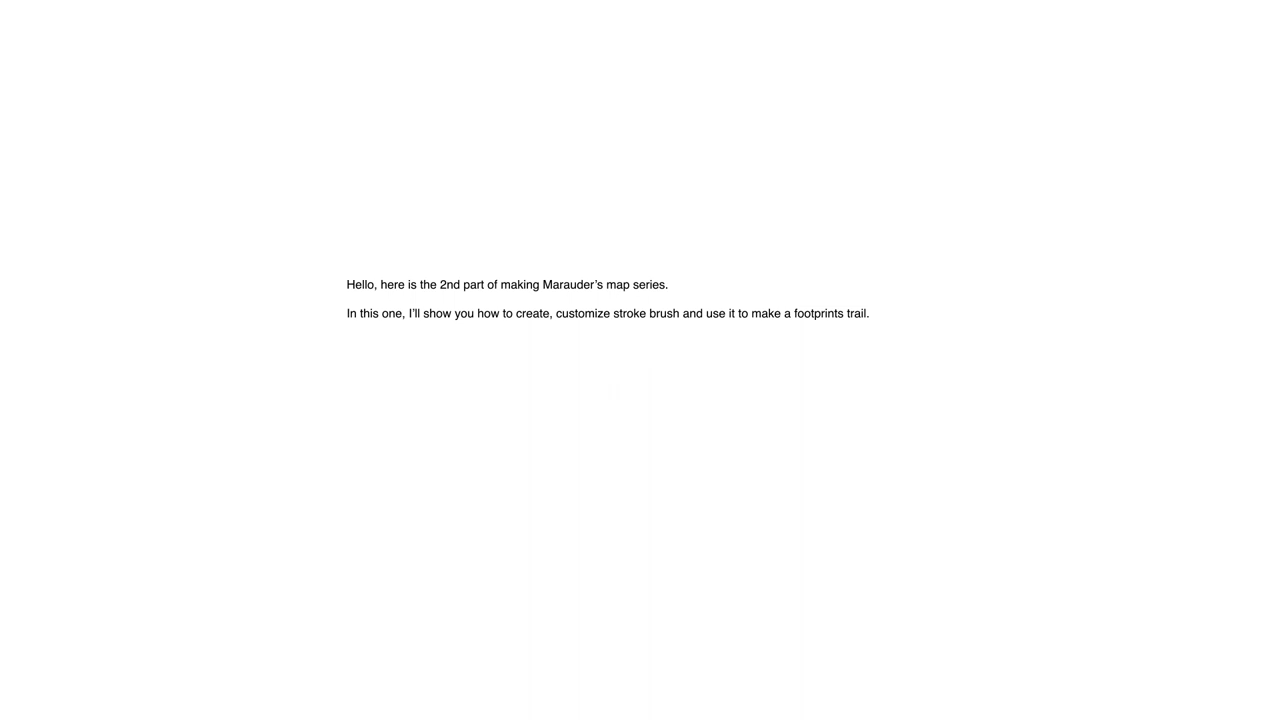 Hello, here is the 2nd part of making Marauder’s map series.
In this one, I’ll show you how to create, customize stroke brush and use it to make a footprints trail.